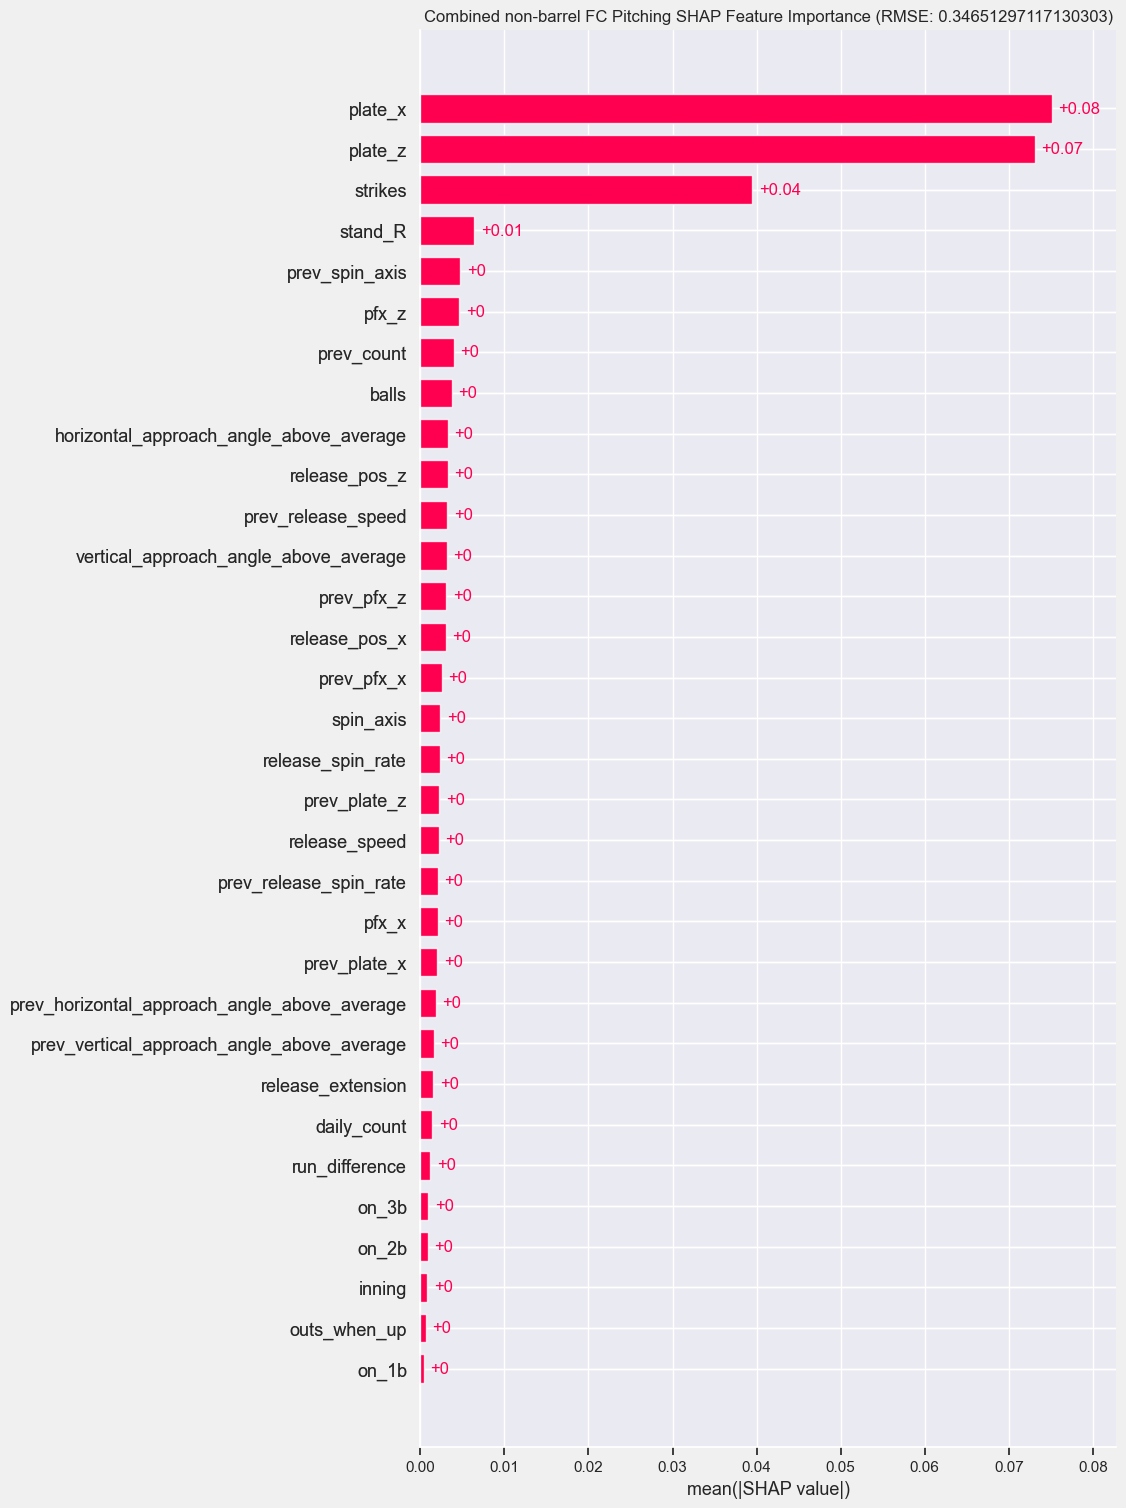 Combined non-barrel FC Pitching SHAP Feature Importance (RMSE: 0.34651297117130303)
plate_x +0.08
plate_z +0.07
strikes +0.04
stand_R +0.01
prev_spin_axis +0
pfx_z +0
prev_count +0
balls +0
horizontal_approach_angle_above_average +0
release_pos_z +0
prev_release_speed +0
vertical_approach_angle_above_average +0
prev_pfx_z +0
release_pos_x +0
prev_pfx_x +0
spin_axis +0
release_spin_rate +0
prev_plate_z +0
release_speed +0
prev_release_spin_rate +0
pfx_x +0
prev_plate_x +0
prev_horizontal_approach_angle_above_average +0
prev_vertical_approach_angle_above_average +0
release_extension +0
daily_count +0
run_difference +0
on_3b +0
on_2b +0
inning +0
outs_when_up +0
on_1b +0
0.00 0.01 0.02 0.03 0.04 0.05 0.06 0.07 0.08
mean(|SHAP value|)